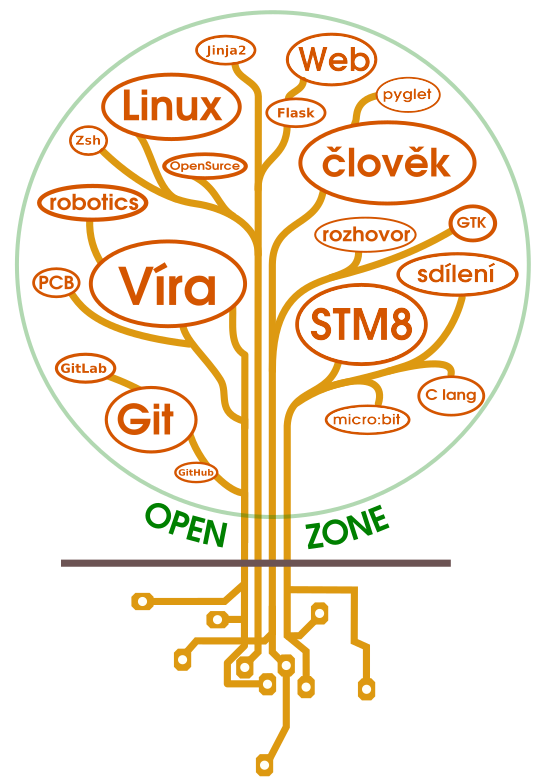 Jinja2
Web
Linux
Flask
pyglet
Zsh
OpenSurce
člověk
robotics
rozhovor
GTK
Víra
PCB
sdílení
STM8
GitLab
Git
C lang
micro:bit
GitHub
OPEN ZONE